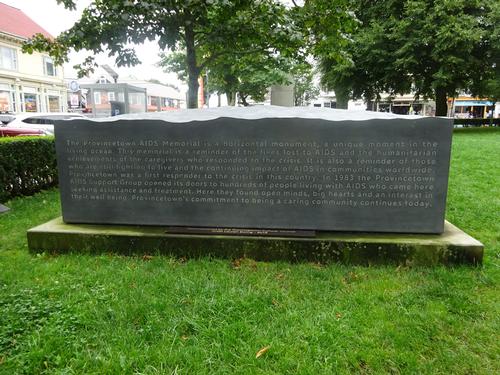 The Provincetown AIDS Memorial is a horizontal monument, a unique moment in the
living ocean. This memorial is a reminder of the lives lost to AIDS and the humanitarian
achievements of the caregivers who responded to the crisis. It is also a reminder of those
who are still fighting to live and the continuing impact of AIDS in communities worldwide.
Provincetown was a first responder to the crisis in this country. In 1983 the Provincetown
AIDS Support Group opened its doors to hundreds of people living with AIDS who came here
seeking assistance and treatment. Here they found open minds, big hearts and an interest in
their well being. Provincetown's commitment to being a caring community continues today.